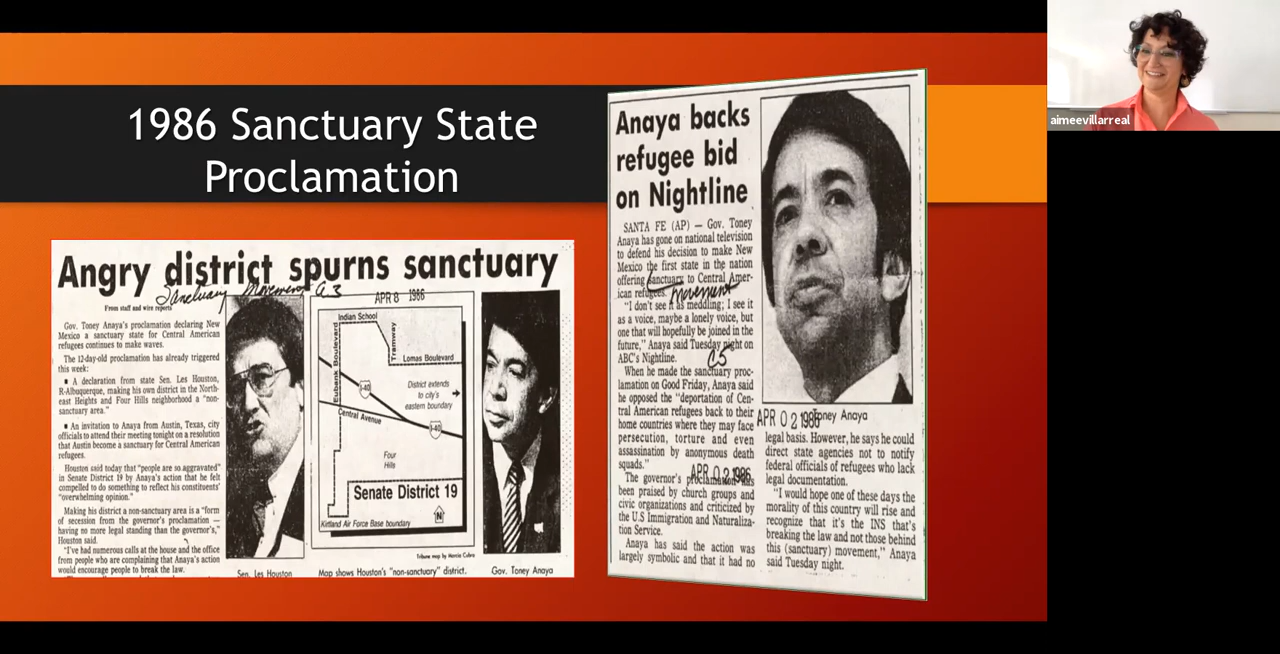 1986 Sanctuary State
Proclamation
Angry district spurns sanctuary
Sanctuary Movement G.3
APR 8 1986
From staff and wire reports
Gov. Toney Anaya's proclamation declaring New
Mexico a sanctuary state for Central American
refugees continues to make waves.
The 12-day-old proclamation has already triggered
this week:
■ A declaration from state Sen. Les Houston,
R-Albuquerque, making his own district in the North-
east Heights and Four Hills neighborhood a "non-
sanctuary area."
■ An invitation to Anaya from Austin, Texas, city
officials to attend their meeting tonight on a resolution
that Austin become a sanctuary for Central American
refugees.
Houston said today that "people are so aggravated"
in Senate District 19 by Anaya's action that he felt
compelled to do something to reflect his constituents'
"overwhelming opinion."
Making his district a non-sanctuary area is a "form
of secession from the governor's proclamation —
having no more legal standing than the governor's,"
Houston said.
"I've had numerous calls at the house and the office
from people who are complaining that Anaya's action
would encourage people to break the law.
Sen. Les Houston
Indian School
Eubank Boulevard
Tramway
Lomas Boulevard
I-40
District extends
to city's
eastern boundary
Central Avenue
I-40
Four
Hills
Senate District 19
N
Kirtland Air Force Base boundary
Tribune map by Marcia Cubra
Map shows Houston's "non-sanctuary" district.
Gov. Toney Anaya
Anaya backs
refugee bid
on Nightline
SANTA FE (AP) — Gov. Toney
Anaya has gone on national television
to defend his decision to make New
Mexico the first state in the nation
offering sanctuary to Central Amer-
ican refugees. movement
"I don't see it as meddling; I see it
as a voice, maybe a lonely voice, but
one that will hopefully be joined in the
future," Anaya said Tuesday night on
ABC's Nightline.
C5
When he made the sanctuary proc-
lamation on Good Friday, Anaya said
he opposed the "deportation of Cen-
tral American refugees back to their
home countries where they may face
persecution, torture and even
assassination by anonymous death
squads."
APR 02 1986
The governor's proclamation has
been praised by church groups and
civic organizations and criticized by
the U.S Immigration and Naturaliza-
tion Service.
Anaya has said the action was
largely symbolic and that it had no
APR 02 1986
Toney Anaya
legal basis. However, he says he could
direct state agencies not to notify
federal officials of refugees who lack
legal documentation.
"I would hope one of these days the
morality of this country will rise and
recognize that it's the INS that's
breaking the law and not those behind
this (sanctuary) movement," Anaya
said Tuesday night.
aimeevillarreal